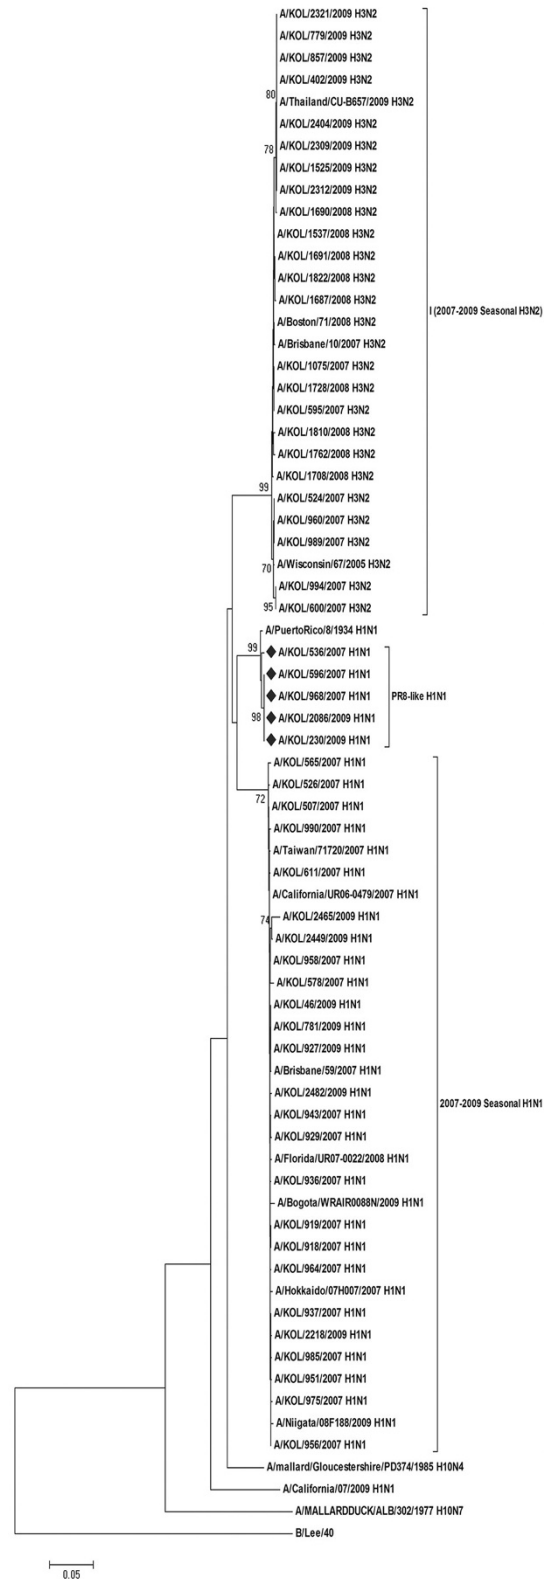 A/KOL/2321/2009 H3N2
A/KOL/779/2009 H3N2
A/KOL/857/2009 H3N2
A/KOL/402/2009 H3N2
80
A/Thailand/CU-B657/2009 H3N2
A/KOL/2404/2009 H3N2
A/KOL/2309/2009 H3N2
78
A/KOL/1525/2009 H3N2
A/KOL/2312/2009 H3N2
A/KOL/1690/2008 H3N2
A/KOL/1537/2008 H3N2
A/KOL/1691/2008 H3N2
A/KOL/1822/2008 H3N2
A/KOL/1687/2008 H3N2
I (2007-2009 Seasonal H3N2)
A/Boston/71/2008 H3N2
A/Brisbane/10/2007 H3N2
A/KOL/1075/2007 H3N2
A/KOL/1728/2008 H3N2
A/KOL/595/2007 H3N2
A/KOL/1810/2008 H3N2
A/KOL/1762/2008 H3N2
A/KOL/1708/2008 H3N2
99
A/KOL/524/2007 H3N2
A/KOL/960/2007 H3N2
A/KOL/989/2007 H3N2
A/Wisconsin/67/2005 H3N2
70
A/KOL/994/2007 H3N2
95
A/KOL/600/2007 H3N2
A/PuertoRico/8/1934 H1N1
99
A/KOL/536/2007 H1N1
A/KOL/596/2007 H1N1
A/KOL/968/2007 H1N1
PR8-like H1N1
98
A/KOL/2086/2009 H1N1
A/KOL/230/2009 H1N1
A/KOL/565/2007 H1N1
A/KOL/526/2007 H1N1
72
A/KOL/507/2007 H1N1
A/KOL/990/2007 H1N1
A/Taiwan/71720/2007 H1N1
A/KOL/611/2007 H1N1
A/California/UR06-0479/2007 H1N1
74
A/KOL/2465/2009 H1N1
A/KOL/2449/2009 H1N1
A/KOL/958/2007 H1N1
A/KOL/578/2007 H1N1
A/KOL/46/2009 H1N1
A/KOL/781/2009 H1N1
A/KOL/927/2009 H1N1
A/Brisbane/59/2007 H1N1
A/KOL/2482/2009 H1N1
2007-2009 Seasonal H1N1
A/KOL/943/2007 H1N1
A/KOL/929/2007 H1N1
A/Florida/UR07-0022/2008 H1N1
A/KOL/936/2007 H1N1
A/Bogota/WRAIR0088N/2009 H1N1
A/KOL/919/2007 H1N1
A/KOL/918/2007 H1N1
A/KOL/964/2007 H1N1
A/Hokkaido/07H007/2007 H1N1
A/KOL/937/2007 H1N1
A/KOL/2218/2009 H1N1
A/KOL/985/2007 H1N1
A/KOL/951/2007 H1N1
A/KOL/975/2007 H1N1
A/Niigata/08F188/2009 H1N1
A/KOL/956/2007 H1N1
A/mallard/Gloucestershire/PD374/1985 H10N4
A/California/07/2009 H1N1
A/MALLARDDUCK/ALB/302/1977 H10N7
B/Lee/40
0.05